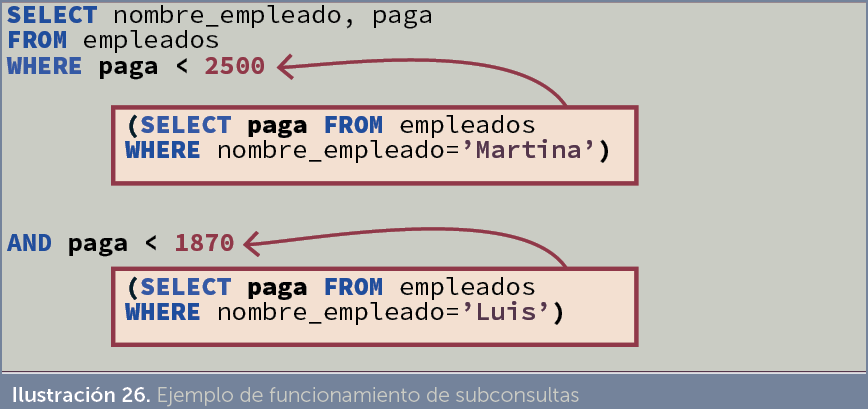 SELECT nombre_empleado, paga
FROM empleados
WHERE paga < 2500
(SELECT paga FROM empleados
WHERE nombre_empleado=’Martina’)
AND paga < 1870
(SELECT paga FROM empleados
WHERE nombre_empleado=’Luis’)
Ilustración 26. Ejemplo de funcionamiento de subconsultas